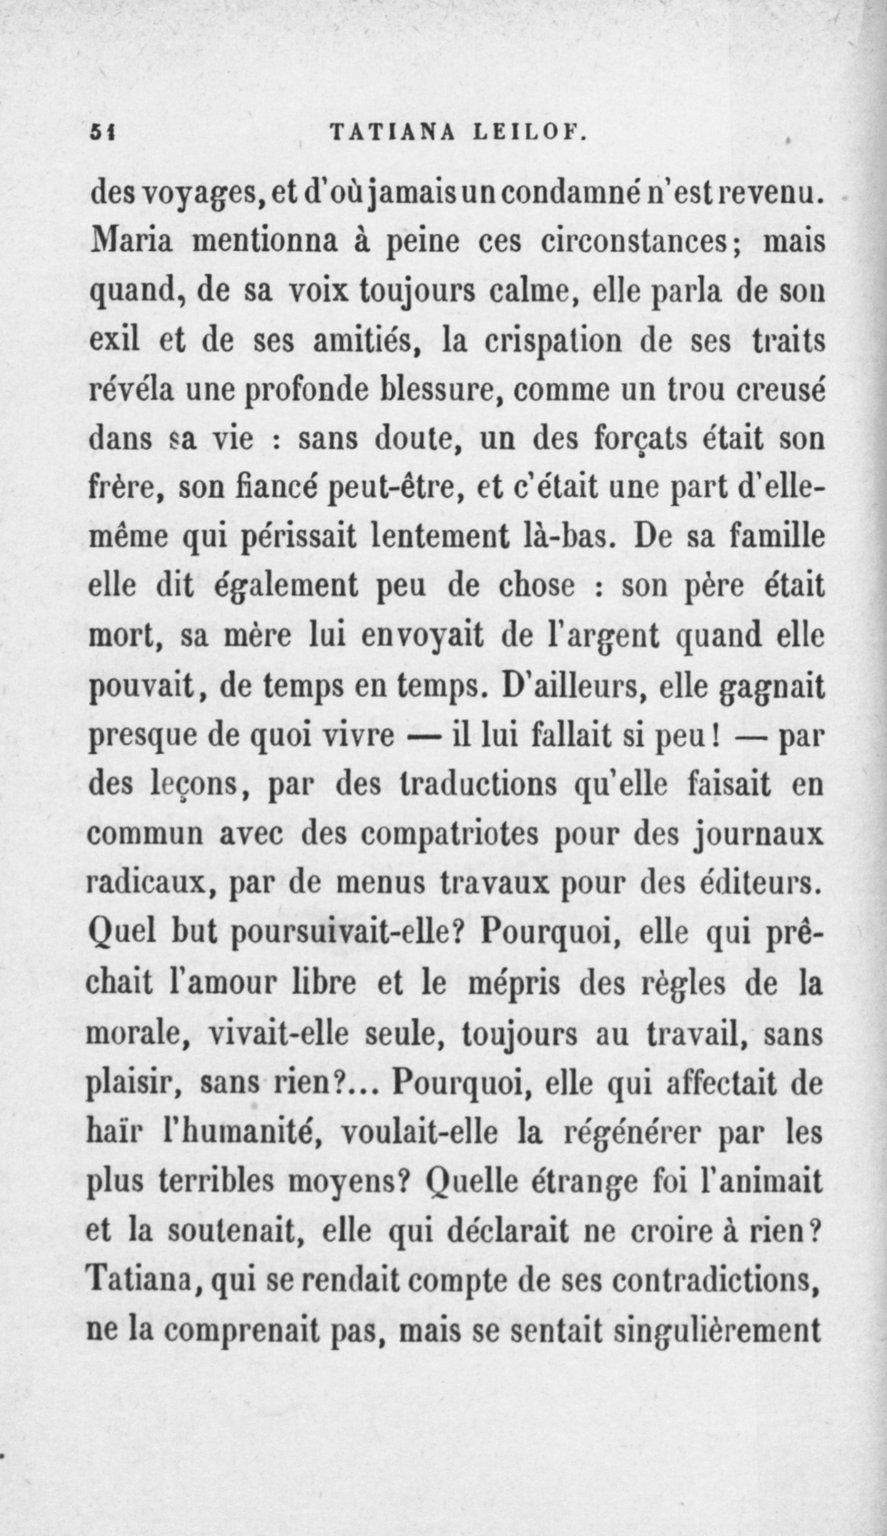 51 TATIANA LEILOF.
des voyages, et d'où jamais un condamné n'est revenu.
Maria mentionna à peine ces circonstances; mais
quand, de sa voix toujours calme, elle parla de son
exil et de ses amitiés, la crispation de ses traits
révéla une profonde blessure, comme un trou creusé
dans sa vie : sans doute, un des forçats était son
frère, son fiancé peut-être, et c'était une part d'elle-
même qui périssait lentement là-bas. De sa famille
elle dit également peu de chose : son père était
mort, sa mère lui envoyait de l'argent quand elle
pouvait, de temps en temps. D'ailleurs, elle gagnait
presque de quoi vivre — il lui fallait si peu! — par
des leçons, par des traductions qu'elle faisait en
commun avec des compatriotes pour des journaux
radicaux, par de menus travaux pour des éditeurs.
Quel but poursuivait-elle? Pourquoi, elle qui prê-
chait l'amour libre et le mépris des règles de la
morale, vivait-elle seule, toujours au travail, sans
plaisir, sans rien?... Pourquoi, elle qui affectait de
haïr l'humanité, voulait-elle la régénérer par les
plus terribles moyens? Quelle étrange foi l'animait
et la soutenait, elle qui déclarait ne croire à rien?
Tatiana, qui se rendait compte de ses contradictions,
ne la comprenait pas, mais se sentait singulièrement